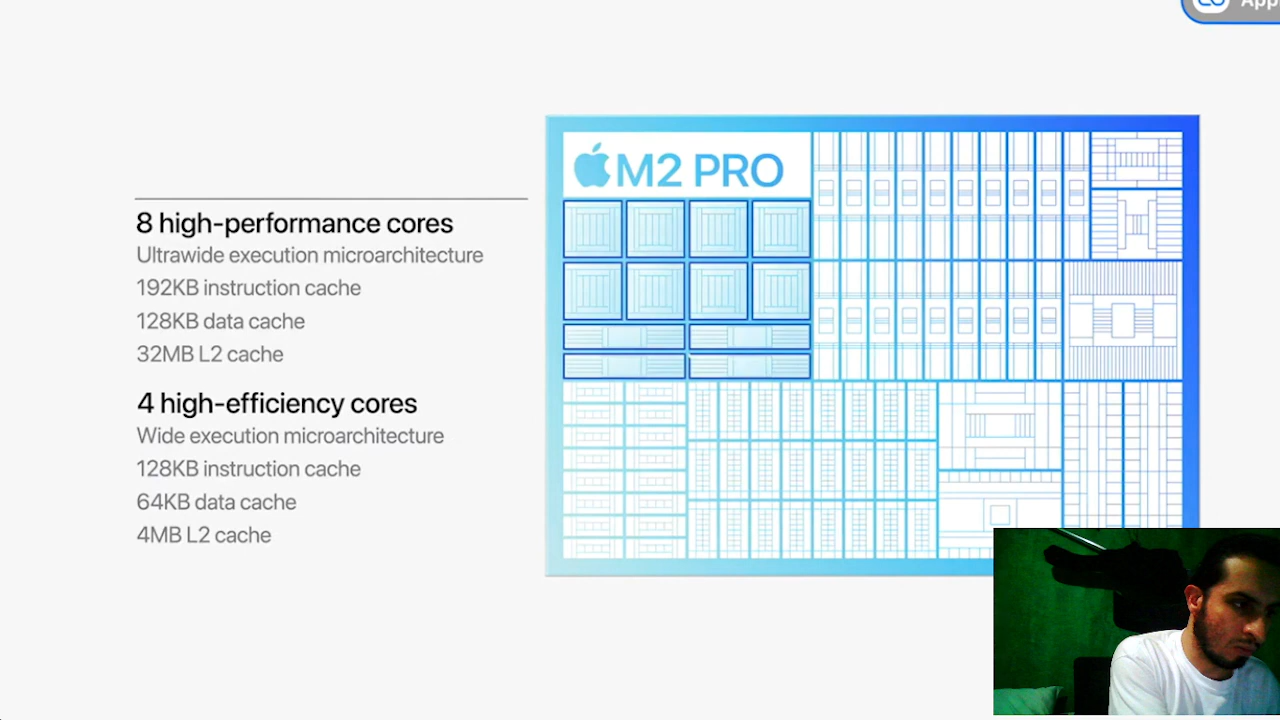 App
M2 PRO
8 high-performance cores
Ultrawide execution microarchitecture
192KB instruction cache
128KB data cache
32MB L2 cache
4 high-efficiency cores
Wide execution microarchitecture
128KB instruction cache
64KB data cache
4MB L2 cache